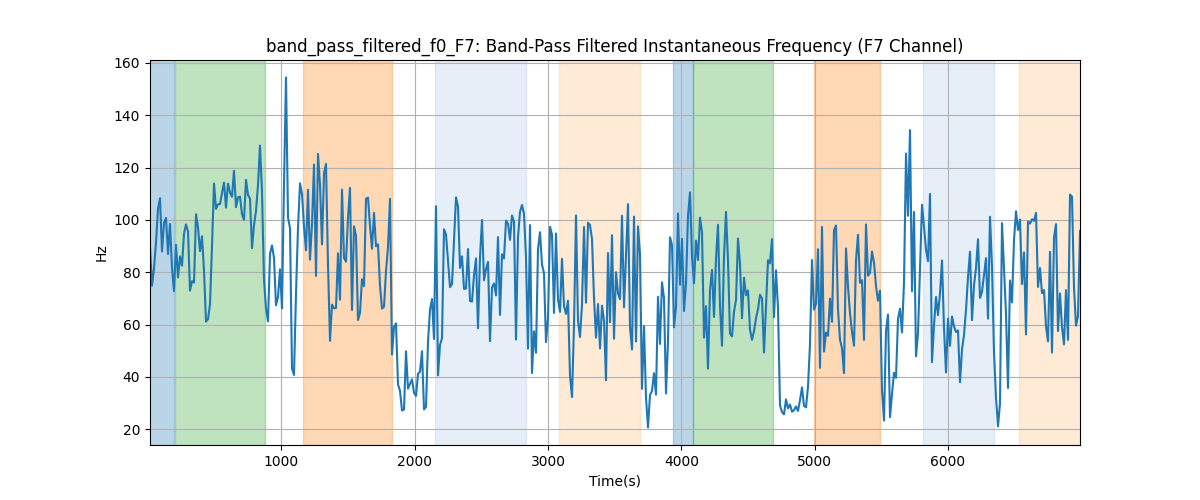 band_pass_filtered_f0_F7: Band-Pass Filtered Instantaneous Frequency (F7 Channel)
160
140
120
100
80
60
40
20
Hz
1000 2000 3000 4000 5000 6000
Time(s)